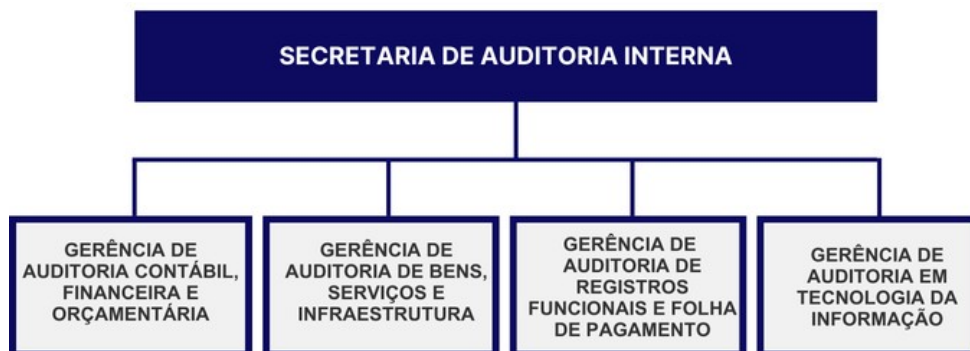 SECRETARIA DE AUDITORIA INTERNA
GERÊNCIA DE
AUDITORIA CONTÁBIL,
FINANCEIRA E
ORÇAMENTÁRIA
GERÊNCIA DE
AUDITORIA DE BENS,
SERVIÇOS E
INFRAESTRUTURA
GERÊNCIA DE
AUDITORIA DE
REGISTROS
FUNCIONAIS E FOLHA
DE PAGAMENTO
GERÊNCIA DE
AUDITORIA EM
TECNOLOGIA DA
INFORMAÇÃO